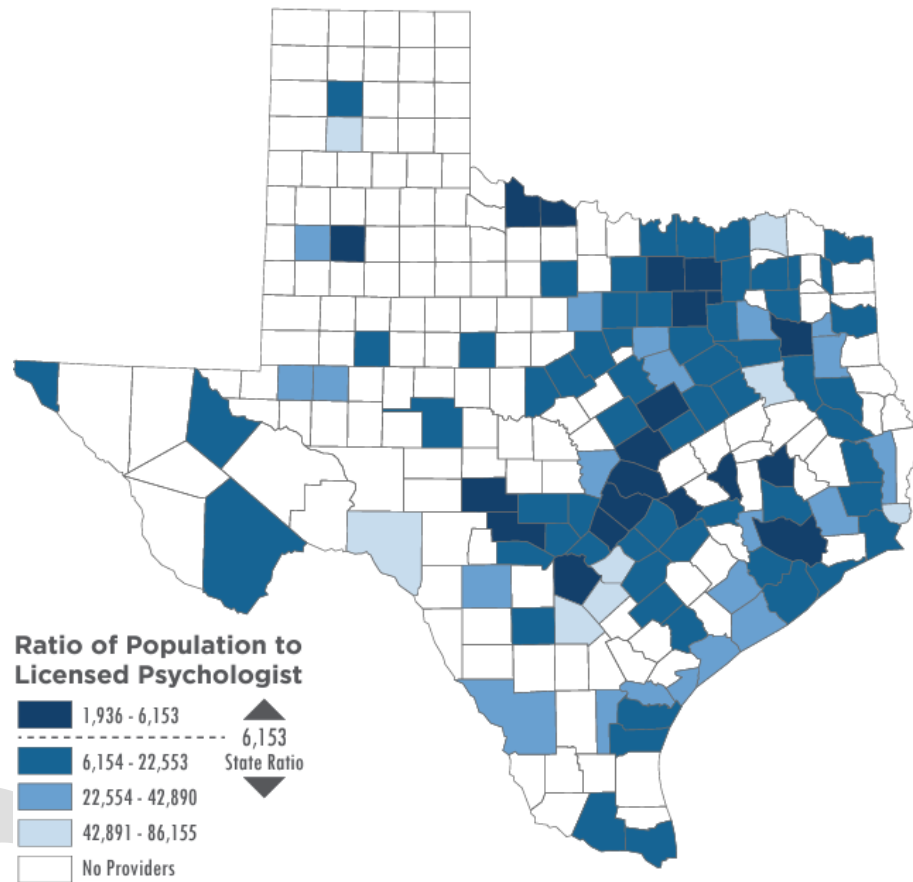 Ratio of Population to
Licensed Psychologist
1,936 - 6,153
6,153
State Ratio
6,154 - 22,553
22,554 - 42,890
42,891 - 86,155
No Providers